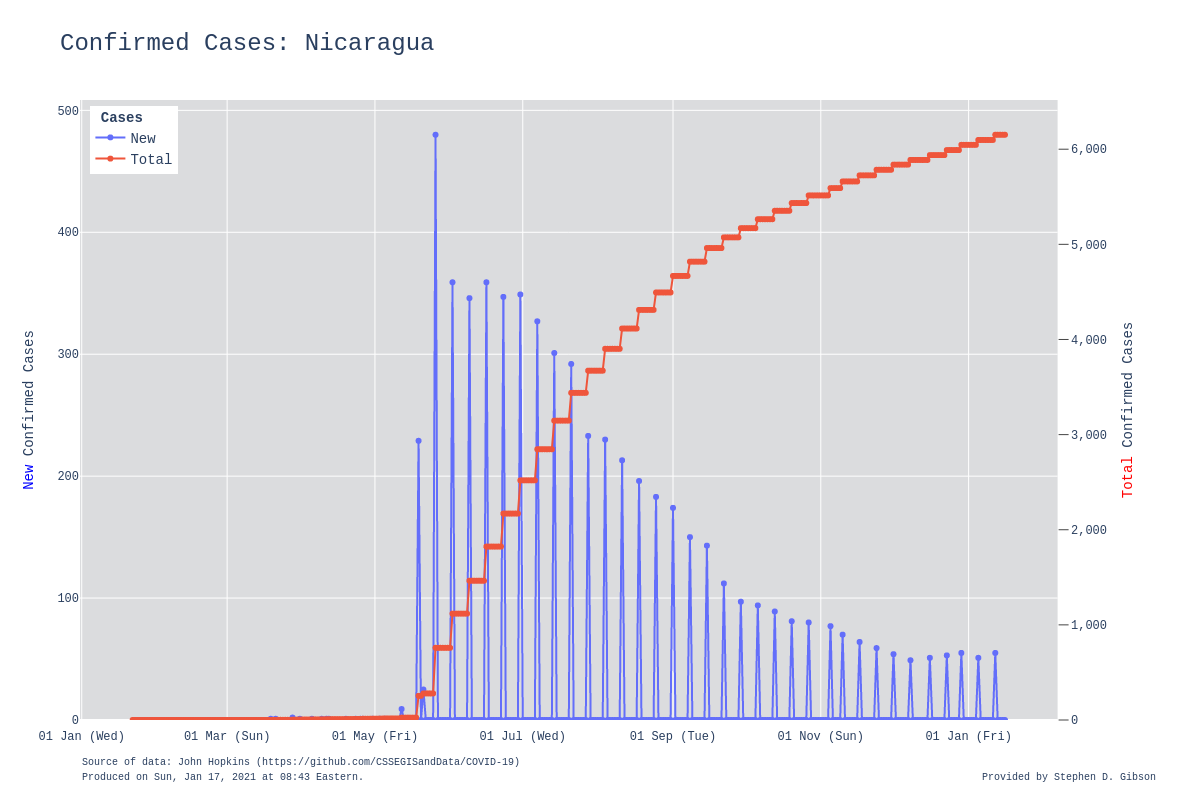 Confirmed Cases: Nicaragua
Cases
New
Total
500
400
300
200
100
0
6,000
5,000
4,000
3,000
2,000
1,000
0
New Confirmed Cases
Total Confirmed Cases
01 Jan (Wed)
01 Mar (Sun)
01 May (Fri)
01 Jul (Wed)
01 Sep (Tue)
01 Nov (Sun)
01 Jan (Fri)
Source of data: John Hopkins (https://github.com/CSSEGISandData/COVID-19)
Produced on Sun, Jan 17, 2021 at 08:43 Eastern.
Provided by Stephen D. Gibson